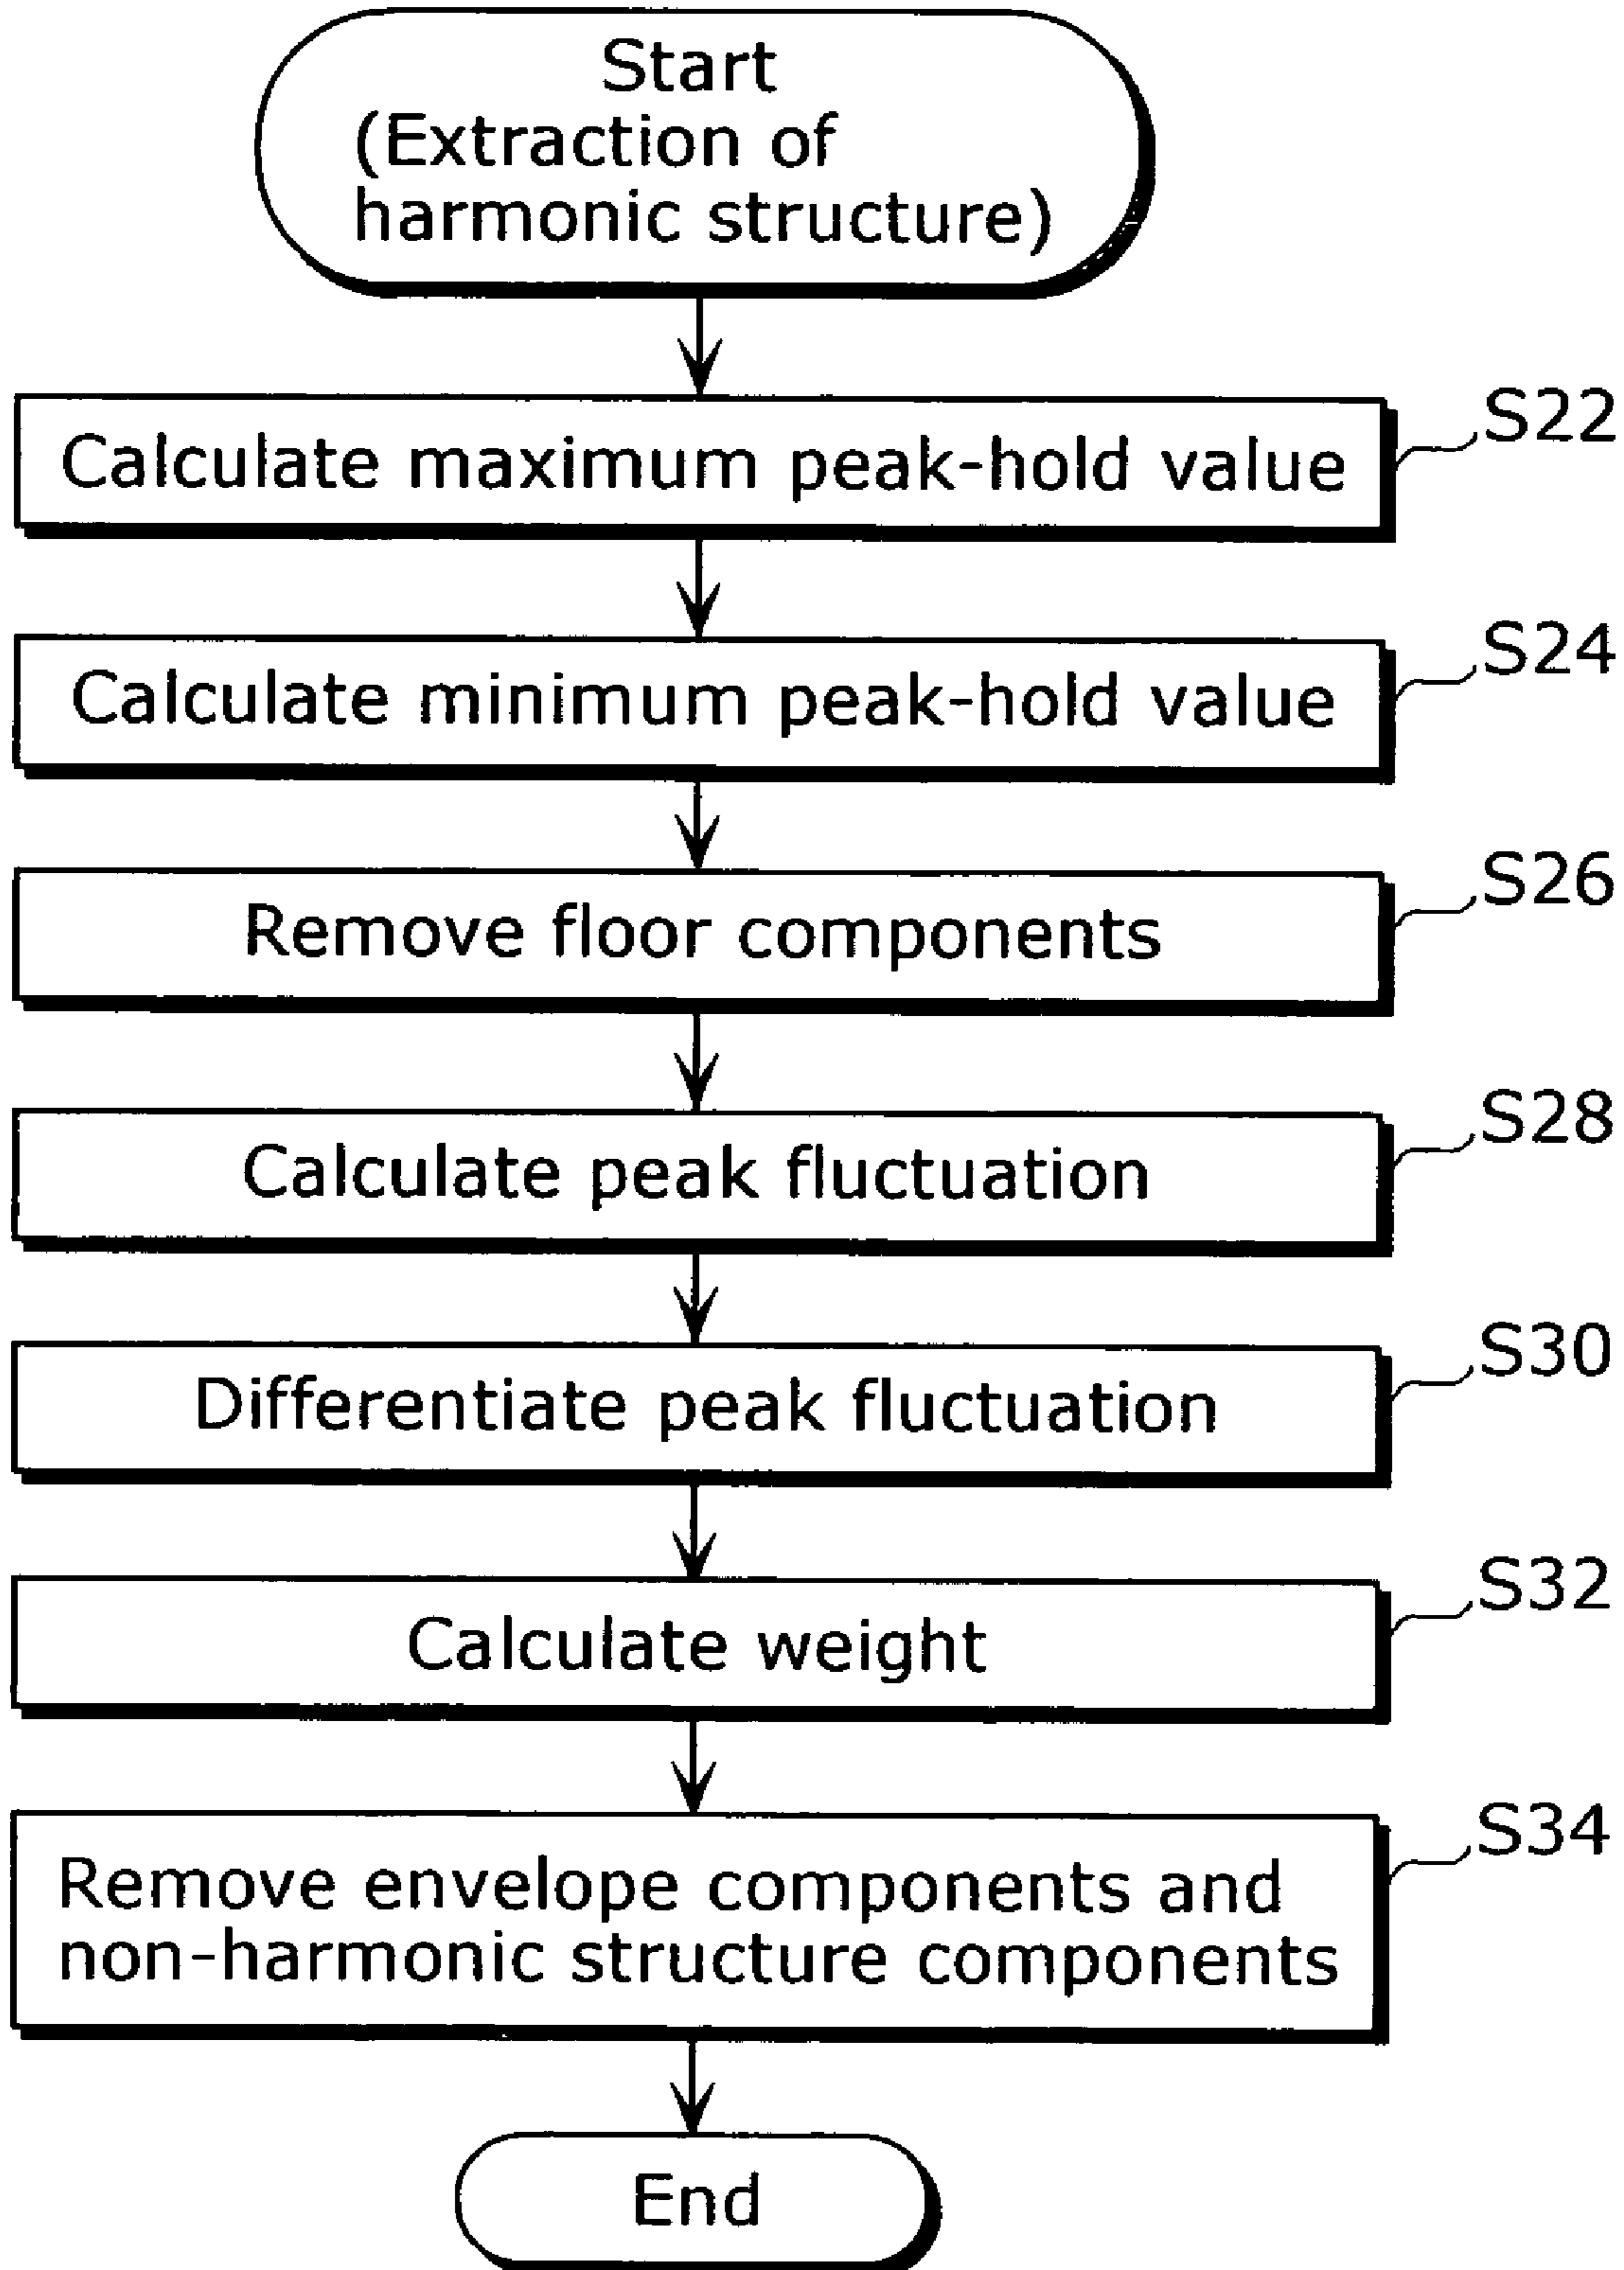 Start
(Extraction of
harmonic structure)
S22
Calculate maximum peak-hold value
S24
Calculate minimum peak-hold value
S26
Remove floor components
S28
Calculate peak fluctuation
S30
Differentiate peak fluctuation
S32
Calculate weight
S34
Remove envelope components and
non-harmonic structure components
End